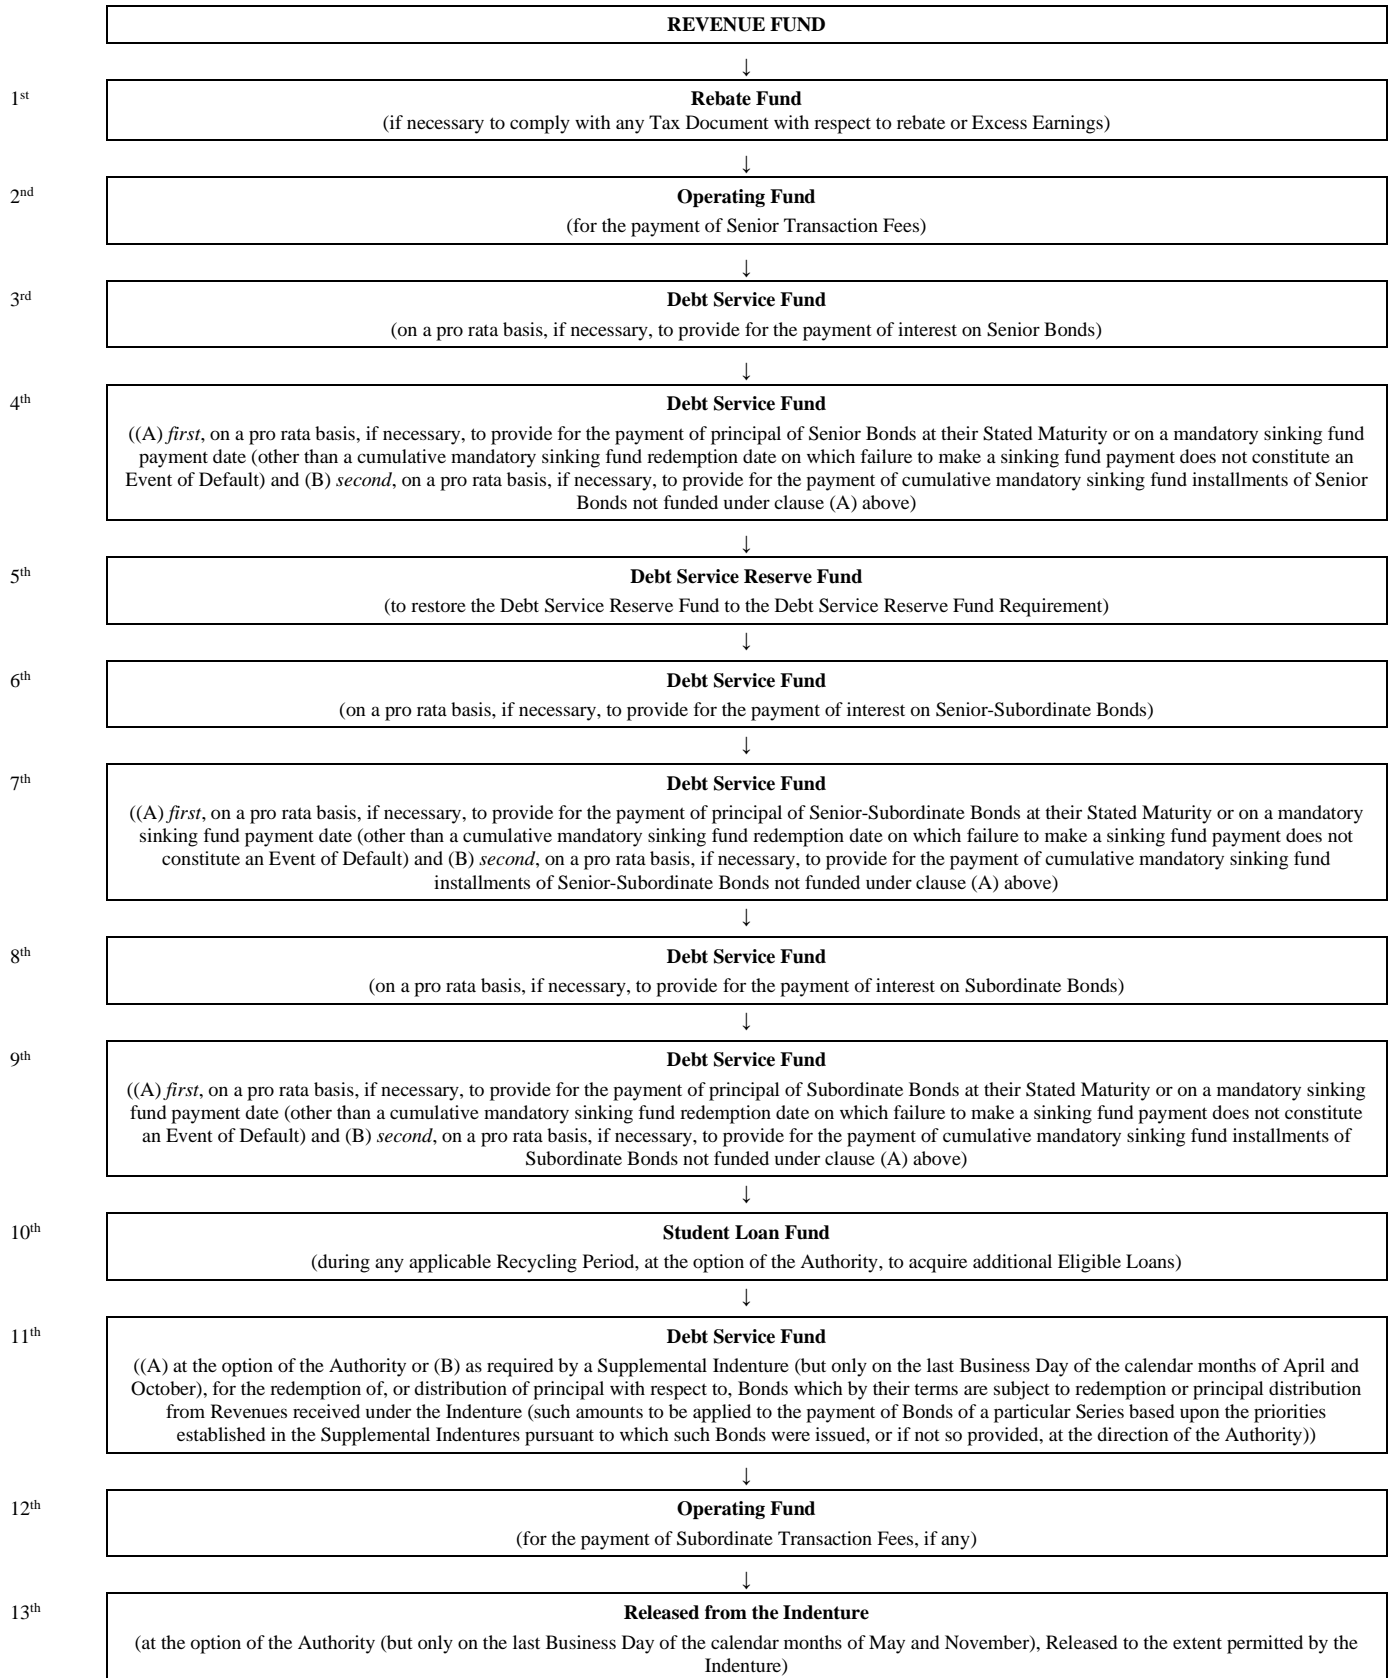 REVENUE FUND
↓
1st
Rebate Fund
(if necessary to comply with any Tax Document with respect to rebate or Excess Earnings)
↓
2nd
Operating Fund
(for the payment of Senior Transaction Fees)
↓
3rd
Debt Service Fund
(on a pro rata basis, if necessary, to provide for the payment of interest on Senior Bonds)
↓
4th
Debt Service Fund
((A) first, on a pro rata basis, if necessary, to provide for the payment of principal of Senior Bonds at their Stated Maturity or on a mandatory sinking fund
payment date (other than a cumulative mandatory sinking fund redemption date on which failure to make a sinking fund payment does not constitute an
Event of Default) and (B) second, on a pro rata basis, if necessary, to provide for the payment of cumulative mandatory sinking fund installments of Senior
Bonds not funded under clause (A) above)
↓
5th
Debt Service Reserve Fund
(to restore the Debt Service Reserve Fund to the Debt Service Reserve Fund Requirement)
↓
6th
Debt Service Fund
(on a pro rata basis, if necessary, to provide for the payment of interest on Senior-Subordinate Bonds)
↓
7th
Debt Service Fund
((A) first, on a pro rata basis, if necessary, to provide for the payment of principal of Senior-Subordinate Bonds at their Stated Maturity or on a mandatory
sinking fund payment date (other than a cumulative mandatory sinking fund redemption date on which failure to make a sinking fund payment does not
constitute an Event of Default) and (B) second, on a pro rata basis, if necessary, to provide for the payment of cumulative mandatory sinking fund
installments of Senior-Subordinate Bonds not funded under clause (A) above)
↓
8th
Debt Service Fund
(on a pro rata basis, if necessary, to provide for the payment of interest on Subordinate Bonds)
↓
9th
Debt Service Fund
((A) first, on a pro rata basis, if necessary, to provide for the payment of principal of Subordinate Bonds at their Stated Maturity or on a mandatory sinking
fund payment date (other than a cumulative mandatory sinking fund redemption date on which failure to make a sinking fund payment does not constitute
an Event of Default) and (B) second, on a pro rata basis, if necessary, to provide for the payment of cumulative mandatory sinking fund installments of
Subordinate Bonds not funded under clause (A) above)
↓
10th
Student Loan Fund
(during any applicable Recycling Period, at the option of the Authority, to acquire additional Eligible Loans)
↓
11th
Debt Service Fund
((A) at the option of the Authority or (B) as required by a Supplemental Indenture (but only on the last Business Day of the calendar months of April and
October), for the redemption of, or distribution of principal with respect to, Bonds which by their terms are subject to redemption or principal distribution
from Revenues received under the Indenture (such amounts to be applied to the payment of Bonds of a particular Series based upon the priorities
established in the Supplemental Indentures pursuant to which such Bonds were issued, or if not so provided, at the direction of the Authority))
↓
12th
Operating Fund
(for the payment of Subordinate Transaction Fees, if any)
↓
13th
Released from the Indenture
(at the option of the Authority (but only on the last Business Day of the calendar months of May and November), Released to the extent permitted by the
Indenture)